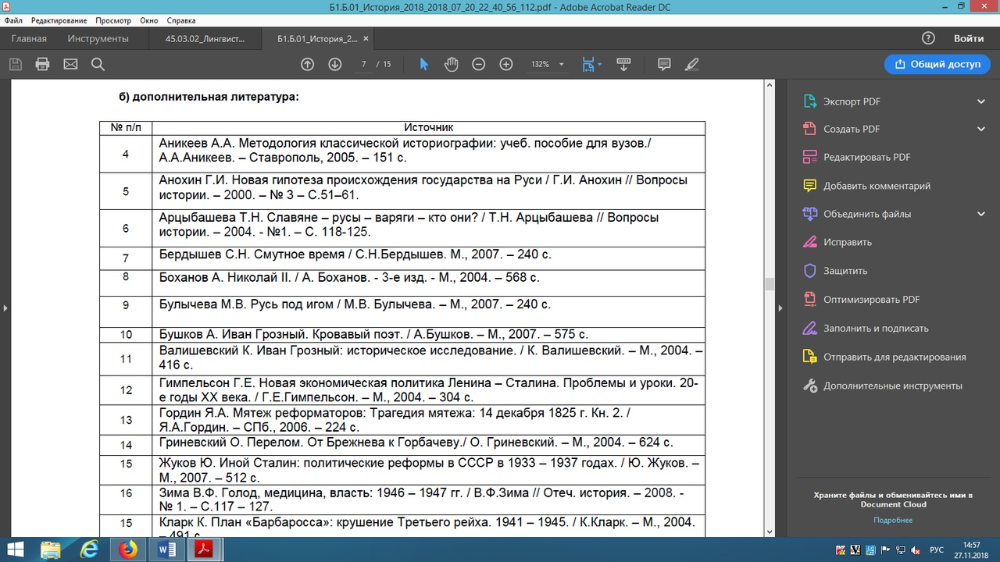 Б1.Б.01_История_2018_2018_07_20_22_40_56_112.pdf - Adobe Acrobat Reader DC
Файл Редактирование Просмотр Окно Справка
Главная Инструменты 45.03.02_Лингвист... Б1.Б.01_История_2... × Войти
7 / 15 132% Общий доступ
б) дополнительная литература:
№ п/п Источник
4 Аникеев А.А. Методология классической историографии: учеб. пособие для вузов./
А.А.Аникеев. – Ставрополь, 2005. – 151 с.
5 Анохин Г.И. Новая гипотеза происхождения государства на Руси / Г.И. Анохин // Вопросы
истории. – 2000. – № 3 – С.51–61.
6 Арцыбашева Т.Н. Славяне – русы – варяги – кто они? / Т.Н. Арцыбашева // Вопросы
истории. – 2004. - №1. – С. 118-125.
7 Бердышев С.Н. Смутное время / С.Н.Бердышев. М., 2007. – 240 с.
8 Боханов А. Николай II. / А. Боханов. - 3-е изд. - М., 2004. – 568 с.
9 Булычева М.В. Русь под игом / М.В. Булычева. – М., 2007. – 240 с.
10 Бушков А. Иван Грозный. Кровавый поэт. / А.Бушков. – М., 2007. – 575 с.
11 Валишевский К. Иван Грозный: историческое исследование. / К. Валишевский. – М., 2004. –
416 с.
12 Гимпельсон Г.Е. Новая экономическая политика Ленина – Сталина. Проблемы и уроки. 20-
е годы XX века. / Г.Е.Гимпельсон. – М., 2004. – 304 с.
13 Гордин Я.А. Мятеж реформаторов: Трагедия мятежа: 14 декабря 1825 г. Кн. 2. /
Я.А.Гордин. – СПб., 2006. – 224 с.
14 Гриневский О. Перелом. От Брежнева к Горбачеву./ О. Гриневский. – М., 2004. – 624 с.
15 Жуков Ю. Иной Сталин: политические реформы в СССР в 1933 – 1937 годах. / Ю. Жуков. –
М., 2007. – 512 с.
16 Зима В.Ф. Голод, медицина, власть: 1946 – 1947 гг. / В.Ф.Зима // Отеч. история. – 2008. -
№ 1. – С.117 – 127.
15 Кларк К. План «Барбаросса»: крушение Третьего рейха. 1941 – 1945. / К.Кларк. – М., 2004.
– 491 с.
Экспорт PDF
Создать PDF
Редактировать PDF
Добавить комментарий
Объединить файлы
Исправить
Защитить
Оптимизировать PDF
Заполнить и подписать
Отправить для редактирования
Дополнительные инструменты
Храните файлы и обменивайтесь ими в
Document Cloud
Подробнее
РУС
14:57
27.11.2018